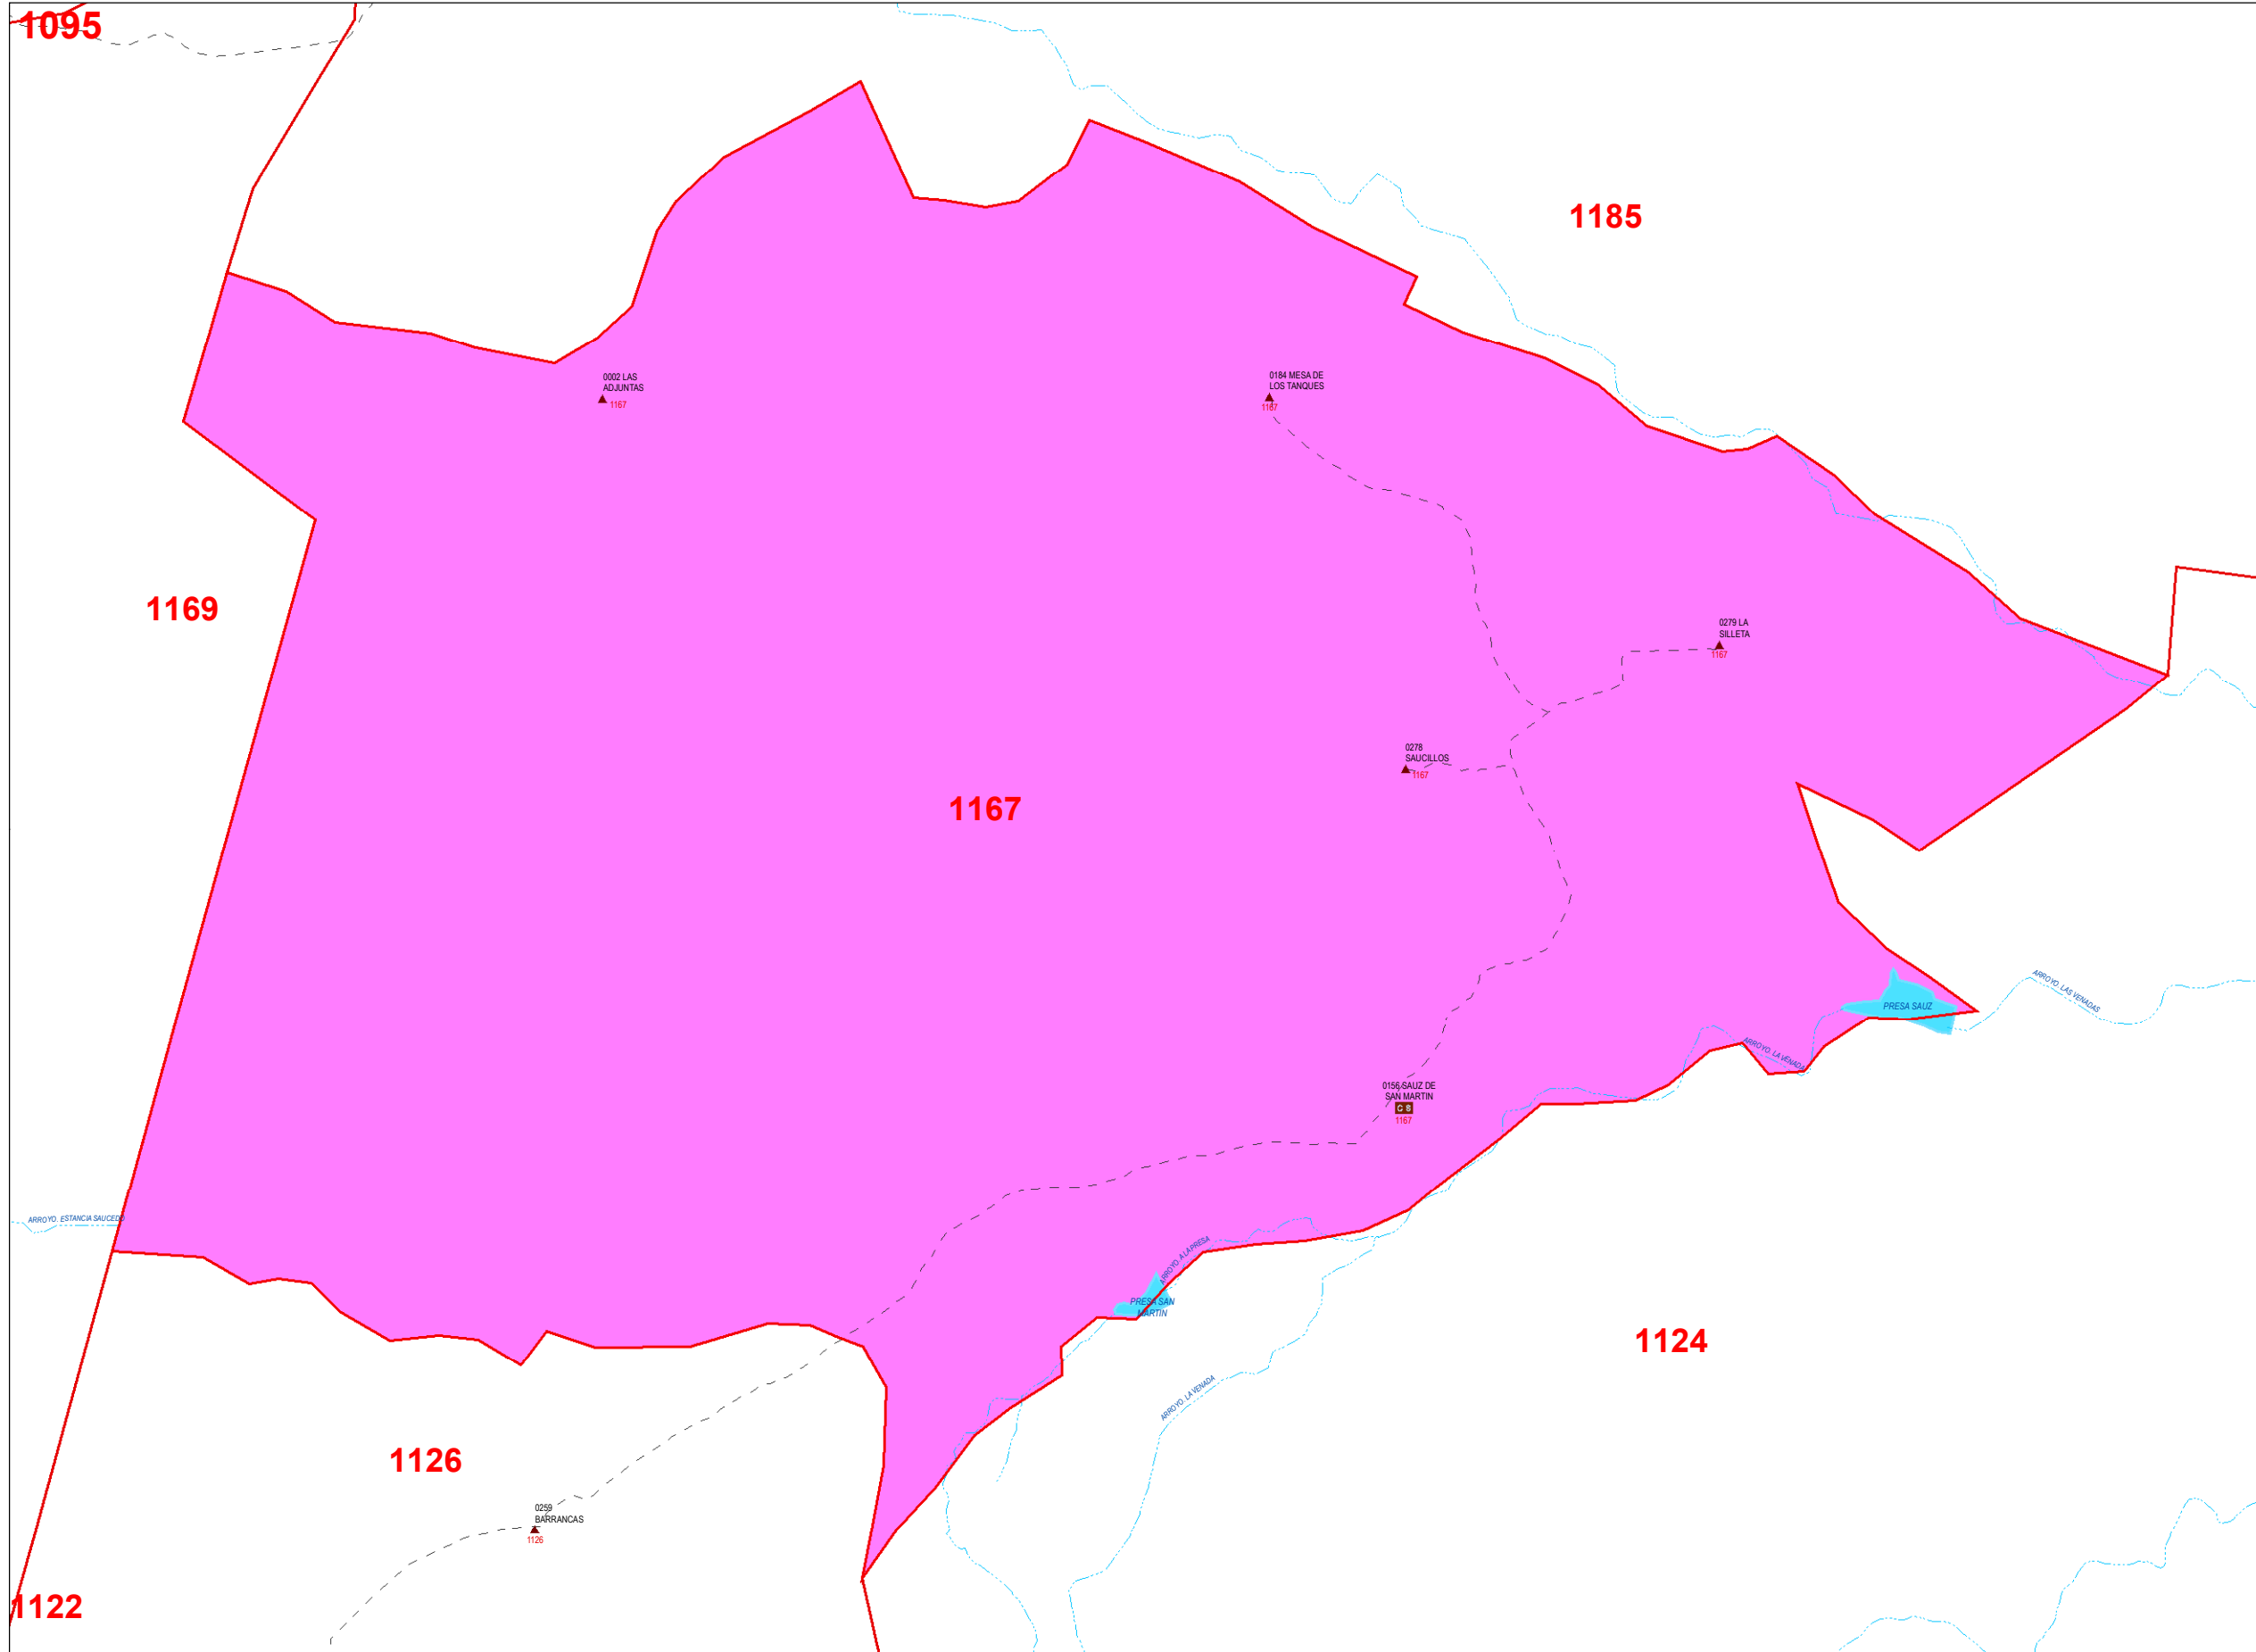 1095
1185
0002 LAS
ADJUNTAS
1167
0184 MESA DE
LOS TANQUES
1167
1169
0279 LA
SILLETA
1167
0278
SAUCILLOS
1167
1167
ARROYO. LAS VENADAS
PRESA SAUZ
ARROYO. LA VENADA
0156 SAUZ DE
SAN MARTIN
1167
ARROYO. ESTANCIA SAUCEDO
ARROYO. A LA PRESA
PRESA SAN
MARTIN
1124
ARROYO. LA VENADA
1126
0259
BARRANCAS
1126
1122